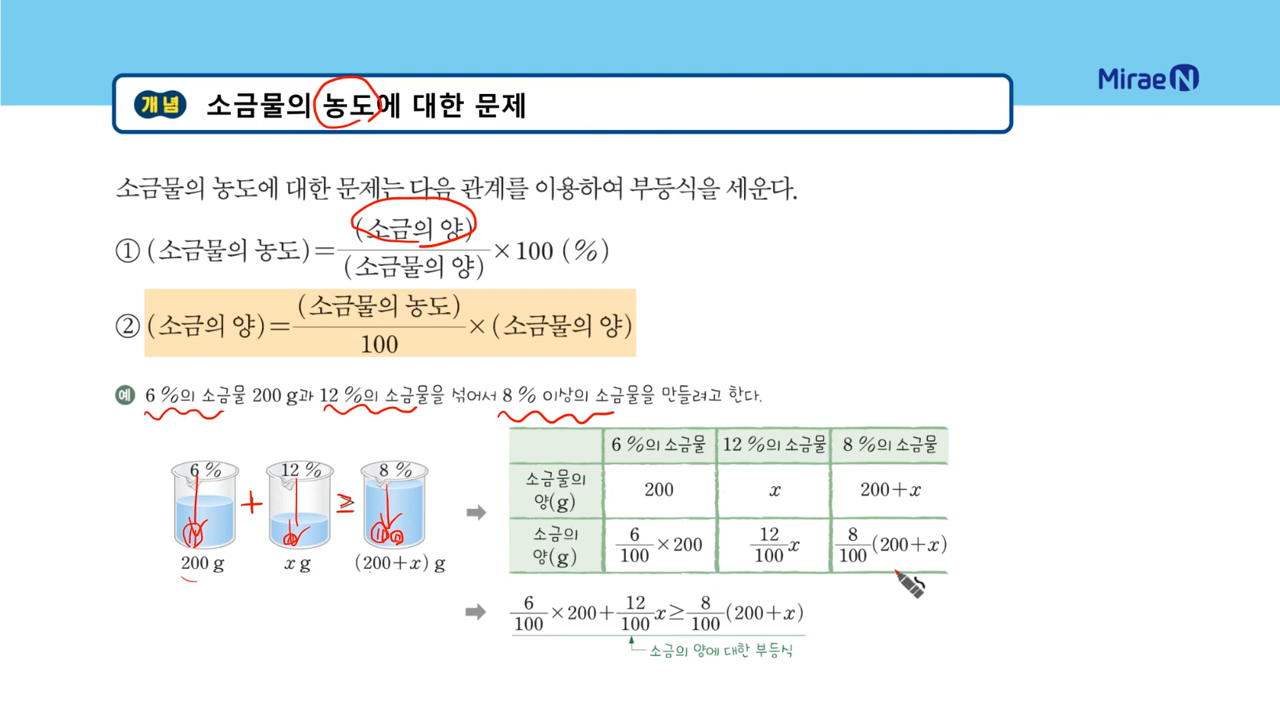 Mirae N
개념 소금물의 농도에 대한 문제
소금물의 농도에 대한 문제는 다음 관계를 이용하여 부등식을 세운다.
① (소금물의 농도)=(소금의 양)/(소금물의 양)×100 (%)
② (소금의 양)=(소금물의 농도)/100×(소금물의 양)
예 6 %의 소금물 200 g과 12 %의 소금물을 섞어서 8 % 이상의 소금물을 만들려고 한다.
6 % 12 % 8 %
+ ≥
200 g x g (200+x) g
6 %의 소금물 12 %의 소금물 8 %의 소금물
소금물의 양(g) 200 x 200+x
소금의 양(g) 6/100×200 12/100x 8/100(200+x)
6/100×200+12/100x≥8/100(200+x)
소금의 양에 대한 부등식